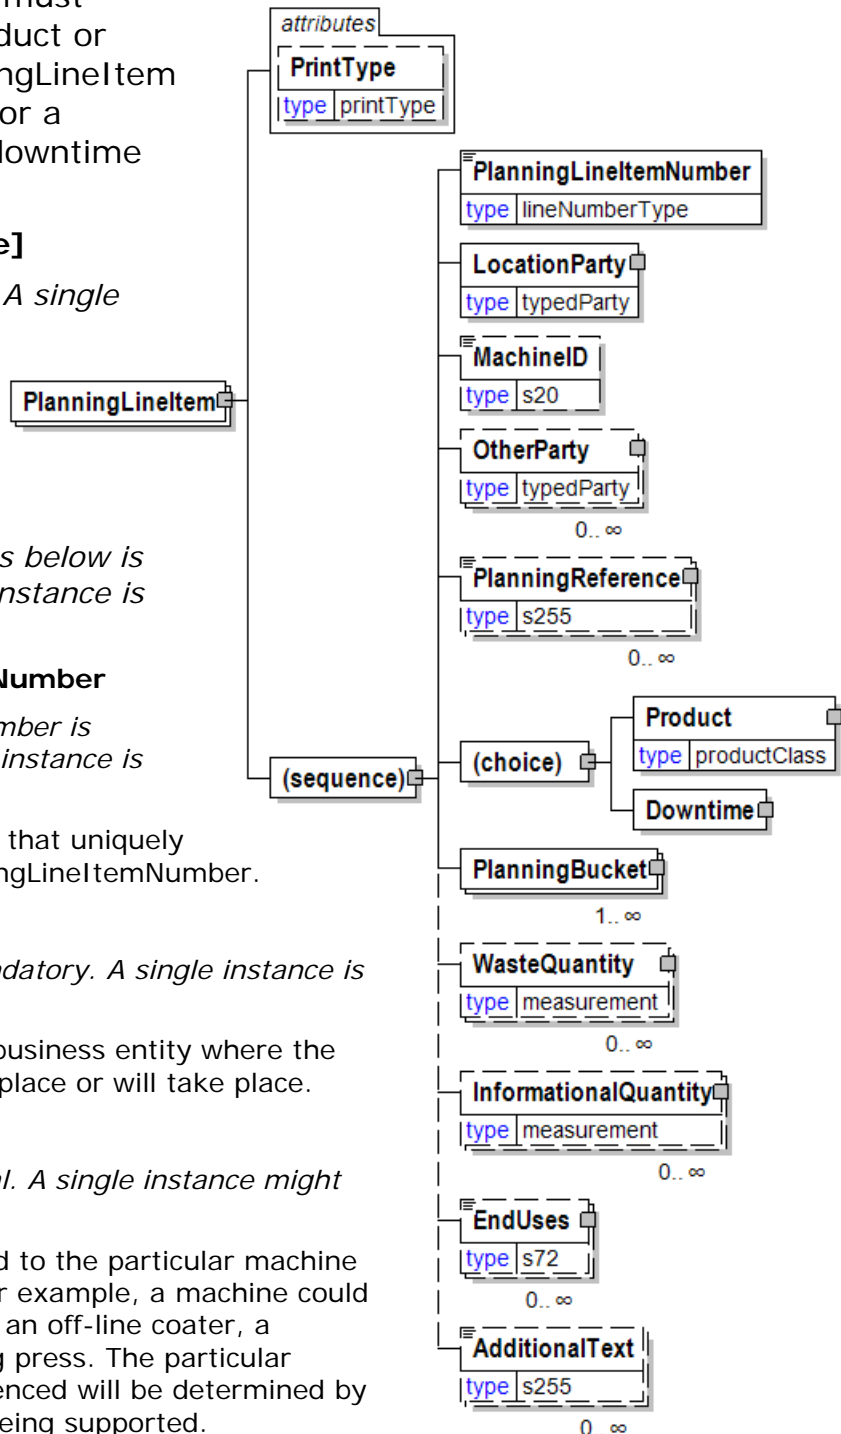 must
duct or
ngLineItem
or a
downtime
e]
A single
s below is
nstance is
Number
mber is
instance is
that uniquely
ngLineItemNumber.
ndatory. A single instance is
business entity where the
place or will take place.
al. A single instance might
d to the particular machine
r example, a machine could
an off-line coater, a
g press. The particular
enced will be determined by
being supported.
attributes
PrintType
type printType
PlanningLineItem
(sequence)
PlanningLineItemNumber
type lineNumberType
LocationParty
type typedParty
MachineID
type s20
OtherParty
type typedParty
0.. ∞
PlanningReference
type s255
0.. ∞
(choice)
Product
type productClass
Downtime
PlanningBucket
1.. ∞
WasteQuantity
type measurement
0.. ∞
InformationalQuantity
type measurement
0.. ∞
EndUses
type s72
0.. ∞
AdditionalText
type s255
0.. ∞